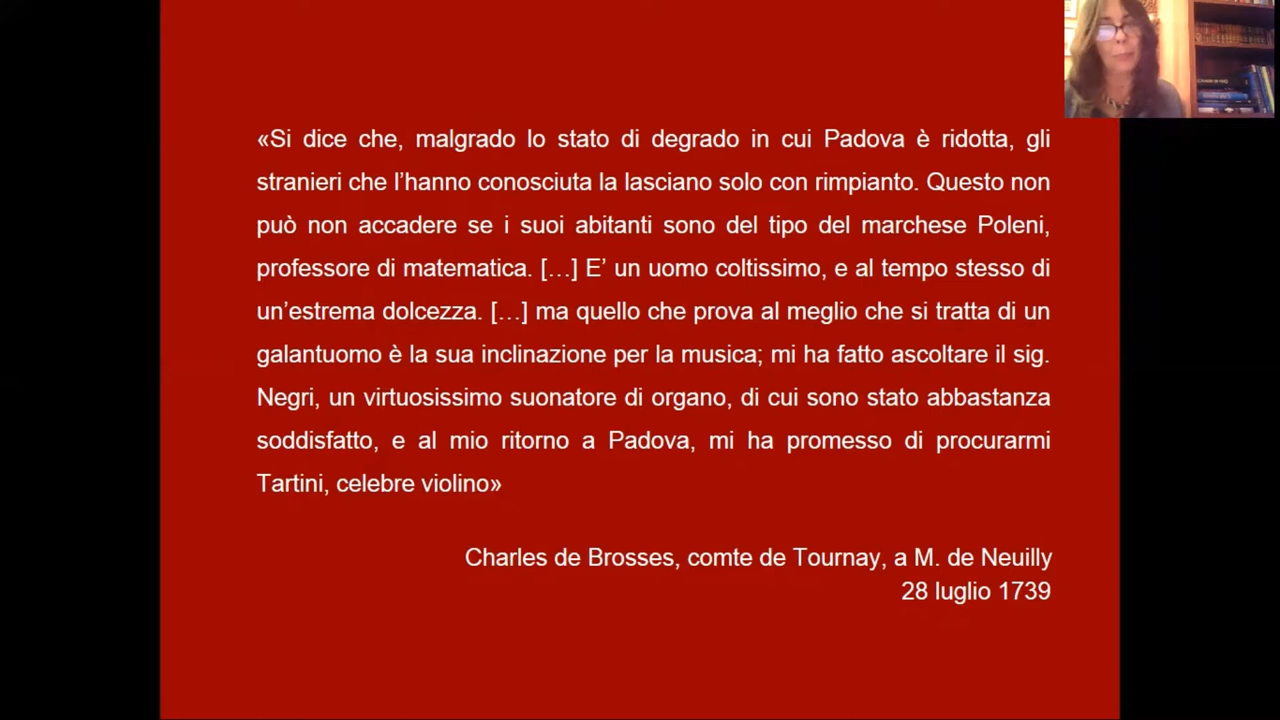 «Si dice che, malgrado lo stato di degrado in cui Padova è ridotta, gli
stranieri che l’hanno conosciuta la lasciano solo con rimpianto. Questo non
può non accadere se i suoi abitanti sono del tipo del marchese Poleni,
professore di matematica. […] E’ un uomo coltissimo, e al tempo stesso di
un’estrema dolcezza. […] ma quello che prova al meglio che si tratta di un
galantuomo è la sua inclinazione per la musica; mi ha fatto ascoltare il sig.
Negri, un virtuosissimo suonatore di organo, di cui sono stato abbastanza
soddisfatto, e al mio ritorno a Padova, mi ha promesso di procurarmi
Tartini, celebre violino»
Charles de Brosses, comte de Tournay, a M. de Neuilly
28 luglio 1739